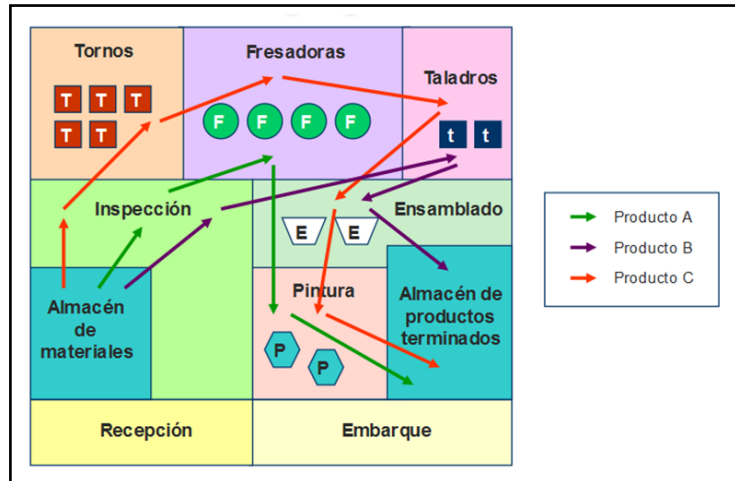 Tornos
Fresadoras
Taladros
T T T
T T
F F F F
t t
Inspección
Ensamblado
E E
Almacén
de
materiales
Pintura
P
P
Almacén de
productos
terminados
Recepción
Embarque
Producto A
Producto B
Producto C